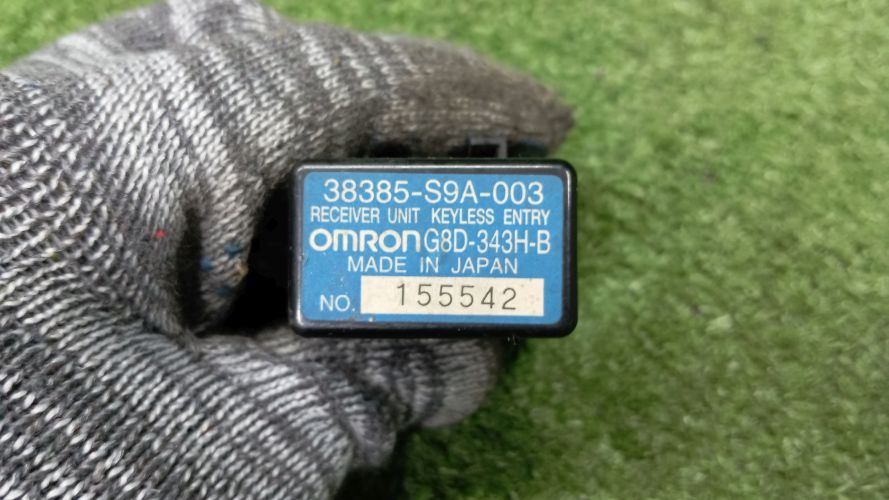 38385-S9A-003
RECEIVER UNIT KEYLESS ENTRY
OMRON G8D-343H-B
MADE IN JAPAN
NO. 155542